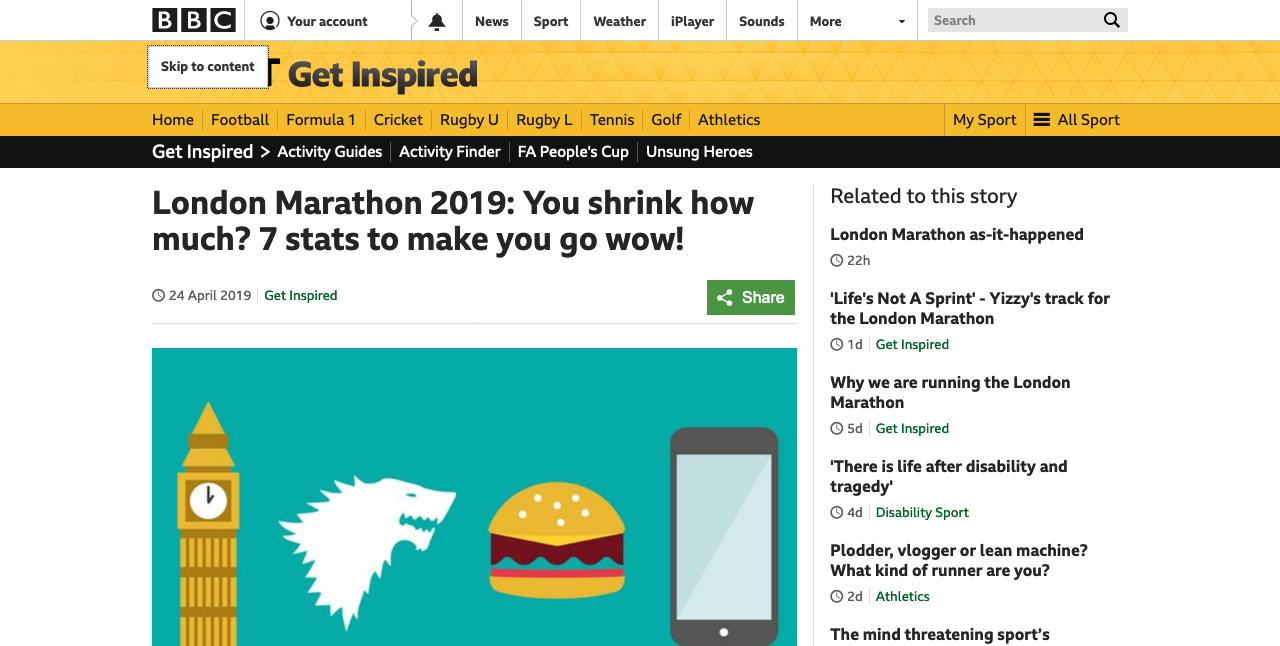 BBC Your account News Sport Weather iPlayer Sounds More Search
Skip to content
Get Inspired
Home Football Formula 1 Cricket Rugby U Rugby L Tennis Golf Athletics My Sport All Sport
Get Inspired Activity Guides Activity Finder FA People's Cup Unsung Heroes
London Marathon 2019: You shrink how
much? 7 stats to make you go wow!
24 April 2019 Get Inspired
Share
Related to this story
London Marathon as-it-happened
22h
'Life's Not A Sprint' - Yizzy's track for
the London Marathon
1d Get Inspired
Why we are running the London
Marathon
5d Get Inspired
'There is life after disability and
tragedy'
4d Disability Sport
Plodder, vlogger or lean machine?
What kind of runner are you?
2d Athletics
The mind threatening sport’s